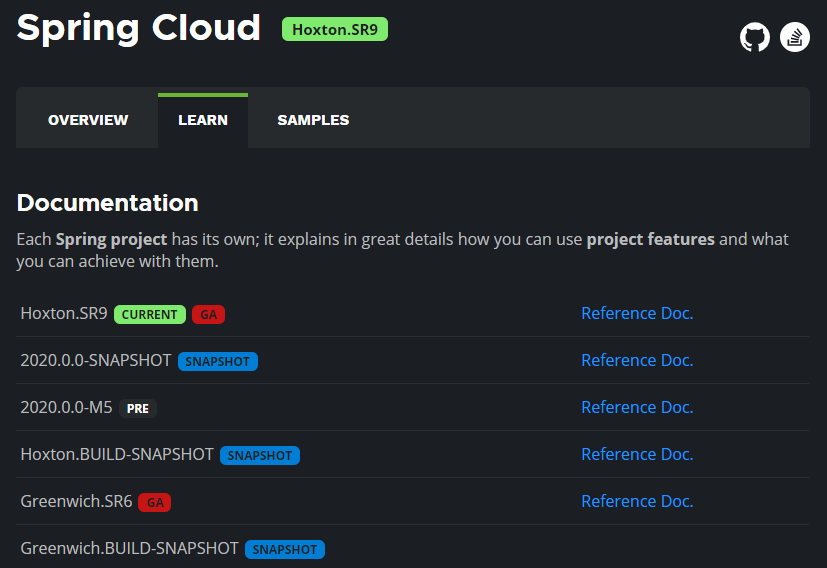 Spring Cloud Hoxton.SR9
OVERVIEW LEARN SAMPLES
Documentation
Each Spring project has its own; it explains in great details how you can use project features and what
you can achieve with them.
Hoxton.SR9 CURRENT GA Reference Doc.
2020.0.0-SNAPSHOT SNAPSHOT Reference Doc.
2020.0.0-M5 PRE Reference Doc.
Hoxton.BUILD-SNAPSHOT SNAPSHOT Reference Doc.
Greenwich.SR6 GA Reference Doc.
Greenwich.BUILD-SNAPSHOT SNAPSHOT